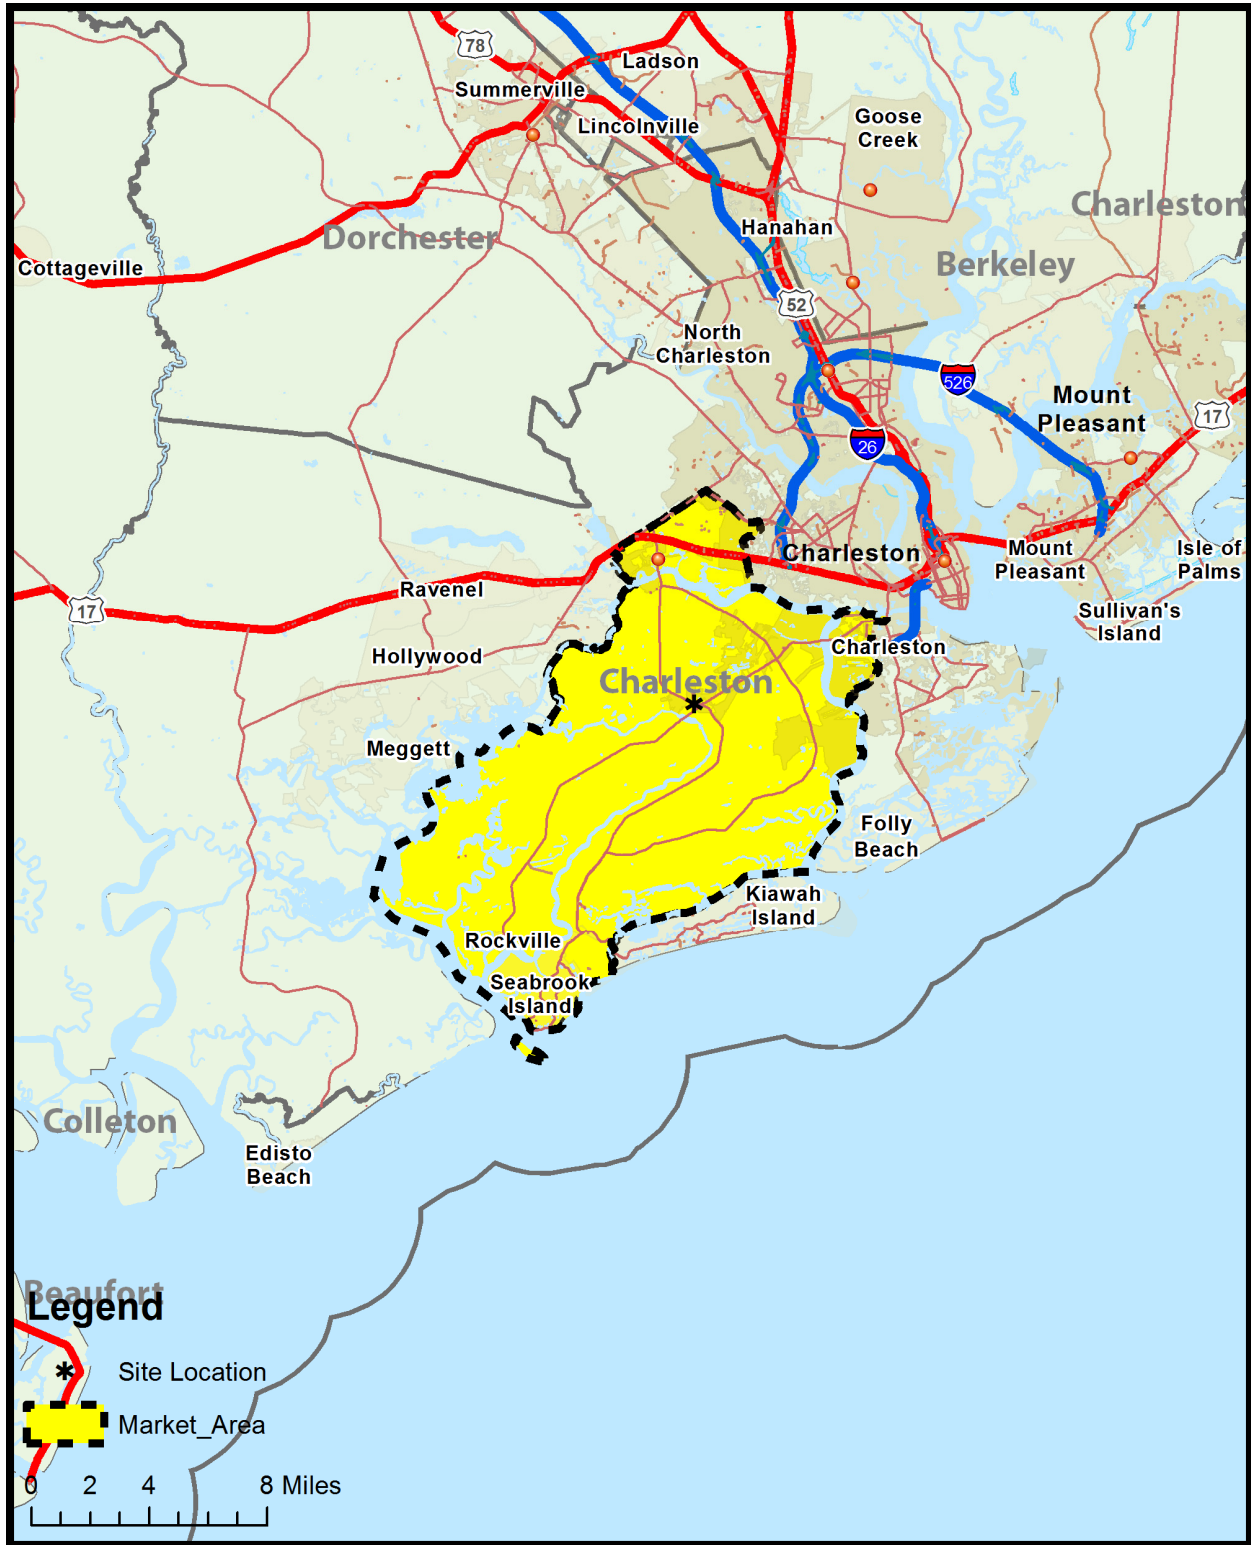 78
Ladson
Summerville
Lincolnville
Goose
Creek
Charleston
Dorchester
Hanahan
Berkeley
Cottageville
52
North
Charleston
526
Mount
Pleasant
17
26
Charleston
Mount
Pleasant
Isle of
Palms
Ravenel
17
Sullivan's
Island
Hollywood
Charleston
Charleston
Meggett
Folly
Beach
Kiawah
Island
Rockville
Seabrook
Island
Colleton
Edisto
Beach
Beaufort
Legend
Site Location
Market_Area
0 2 4 8 Miles